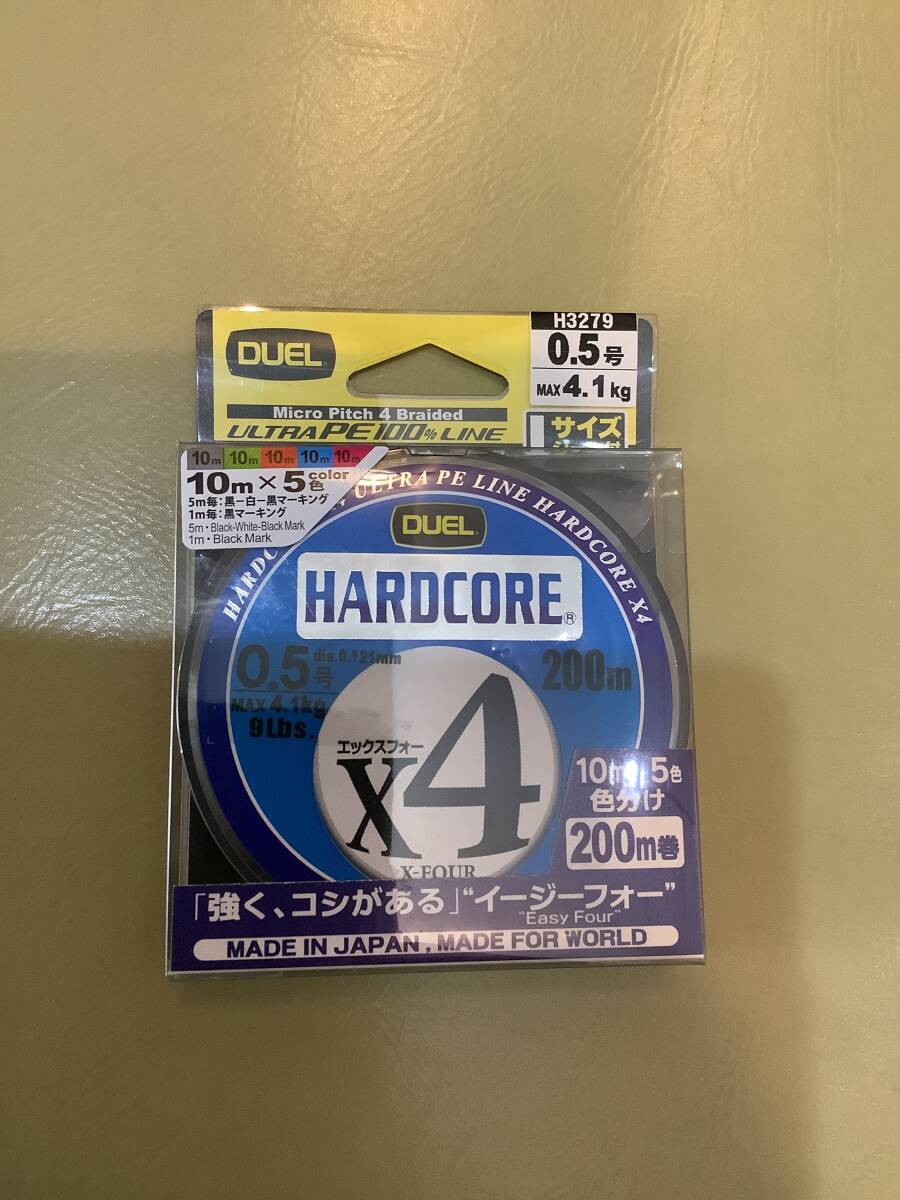 DUEL
H3279
0.5号
MAX 4.1kg
Micro Pitch 4 Braided
ULTRA PE 100% LINE
サイズ
10m 10m 10m 10m 10m
10m×5色 color
5m毎:黒ー白ー黒マーキング
1m毎:黒マーキング
5m・Black-White-Black Mark
1m・Black Mark
ULTRA PE LINE HARDCORE X4
DUEL
HARDCORE®
0.5号 dia.0.121mm
200m
MAX 4.1kg
9Lbs.
エックスフォー
X4
X-FOUR
10m 5色
色分け
200m巻
「強く、コシがある」“イージーフォー”
"Easy Four"
MADE IN JAPAN, MADE FOR WORLD